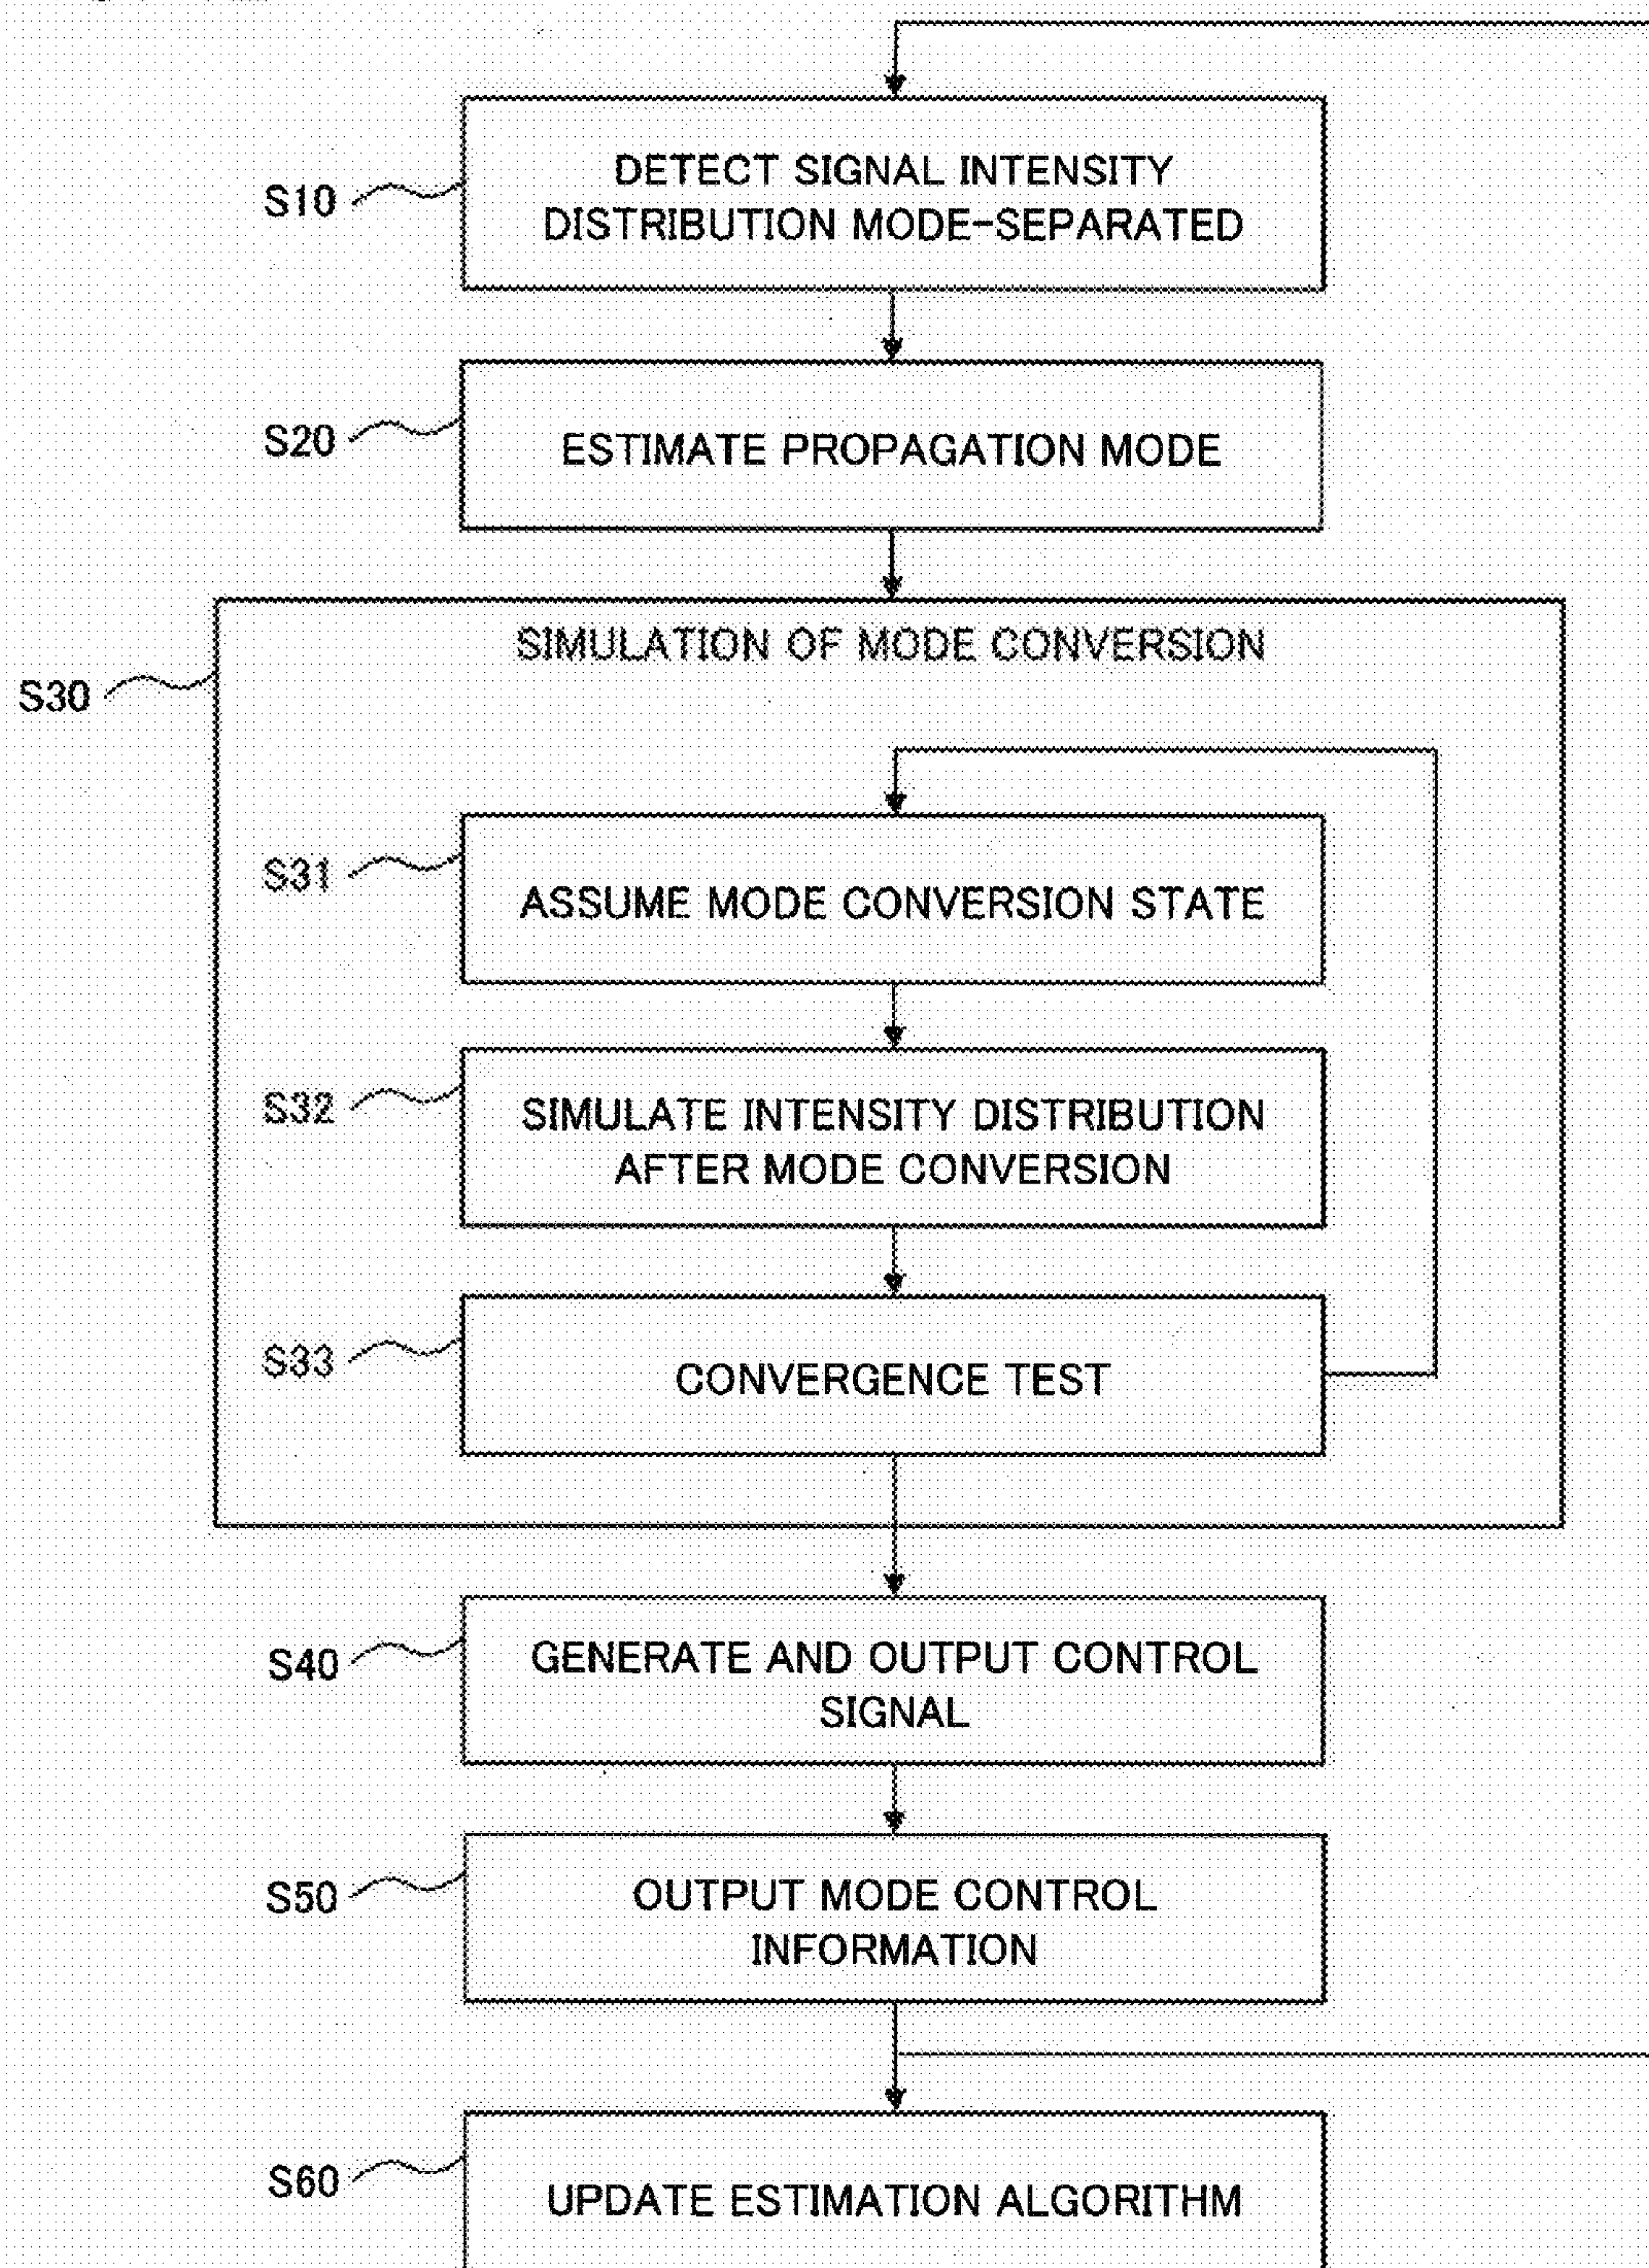 S10
DETECT SIGNAL INTENSITY
DISTRIBUTION MODE-SEPARATED
S20
ESTIMATE PROPAGATION MODE
SIMULATION OF MODE CONVERSION
S30
S31
ASSUME MODE CONVERSION STATE
S32
SIMULATE INTENSITY DISTRIBUTION
AFTER MODE CONVERSION
S33
CONVERGENCE TEST
S40
GENERATE AND OUTPUT CONTROL
SIGNAL
S50
OUTPUT MODE CONTROL
INFORMATION
S60
UPDATE ESTIMATION ALGORITHM